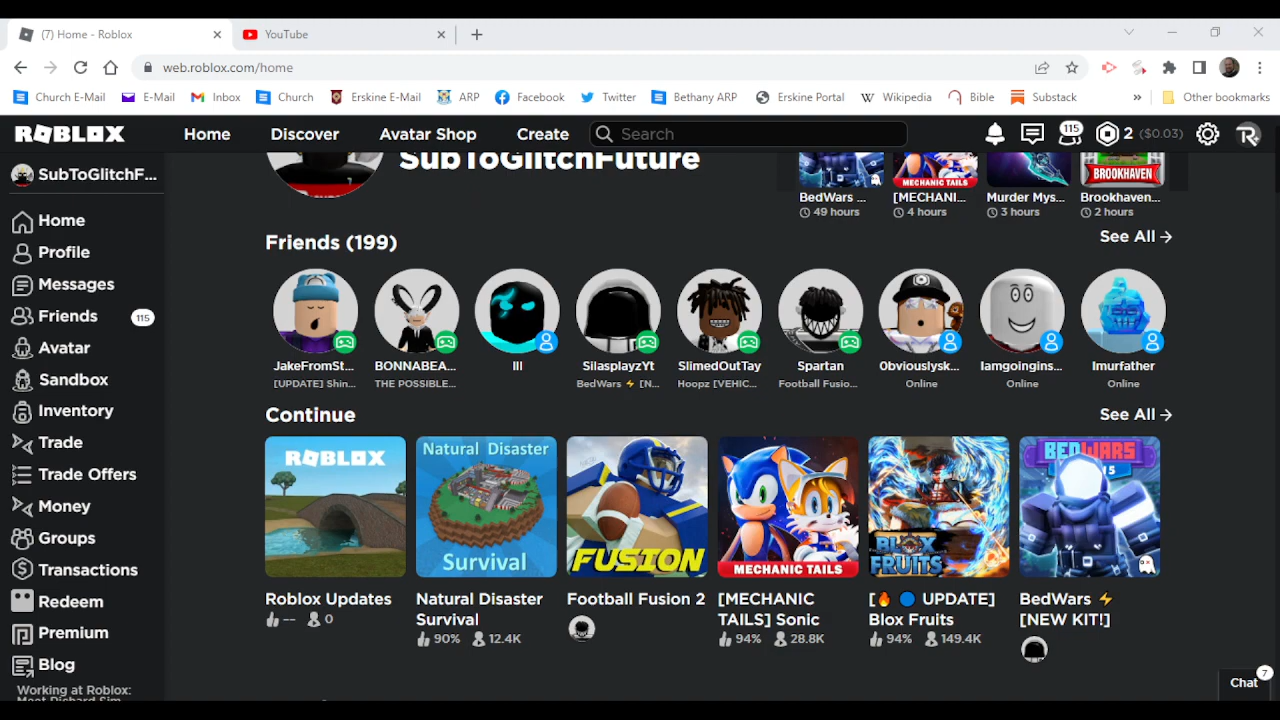 (7) Home - Roblox
YouTube
web.roblox.com/home
Church E-Mail
E-Mail
Inbox
Church
Erskine E-Mail
ARP
Facebook
Twitter
Bethany ARP
Erskine Portal
Wikipedia
Bible
Substack
»
Other bookmarks
ROBLOX
Home
Discover
Avatar Shop
Create
Search
115
2 ($0.03)
SubToGlitchF...
SubToGlitchFuture
MECHANIC TAILS
BROOKHAVEN
BedWars ...
49 hours
[MECHANI...
4 hours
Murder Mys...
3 hours
Brookhaven...
2 hours
Home
Profile
Messages
Friends
115
Avatar
Sandbox
Inventory
Trade
Trade Offers
Money
Groups
Transactions
Redeem
Premium
Blog
Working at Roblox:
Friends (199)
See All →
JakeFromSt...
[UPDATE] Shin...
BONNABEA...
THE POSSIBLE...
III
SilasplayzYt
BedWars ⚡ [N...
SlimedOutTay
Hoopz [VEHIC...
Spartan
Football Fusio...
Obviouslysk...
Online
Iamgoingins...
Online
Imurfather
Online
Continue
See All →
ROBLOX
Natural Disaster
Survival
FUSION
MECHANIC TAILS
BLOX
FRUITS
BEDWARS
Roblox Updates
-- 0
Natural Disaster
Survival
90% 12.4K
Football Fusion 2
[MECHANIC
TAILS] Sonic
94% 28.8K
[🔥 🔵 UPDATE]
Blox Fruits
94% 149.4K
BedWars ⚡
[NEW KIT!]
Chat
7